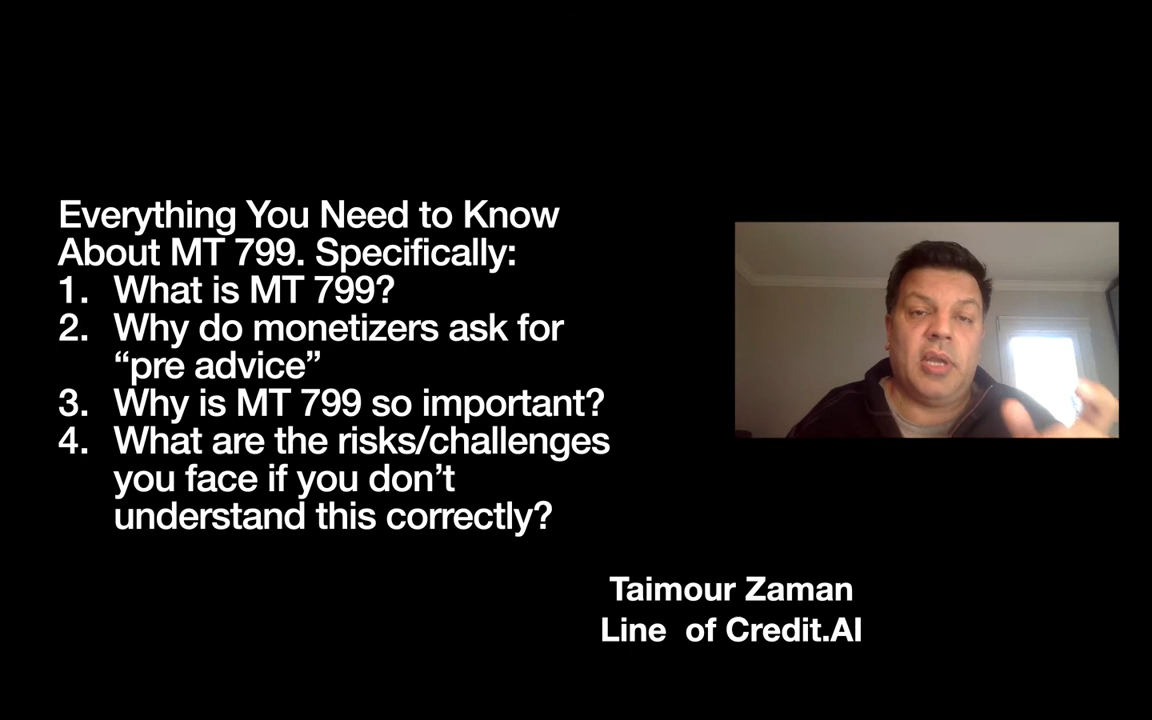 Everything You Need to Know
About MT 799. Specifically:
1. What is MT 799?
2. Why do monetizers ask for
“pre advice”
3. Why is MT 799 so important?
4. What are the risks/challenges
you face if you don’t
understand this correctly?
Taimour Zaman
Line of Credit.AI